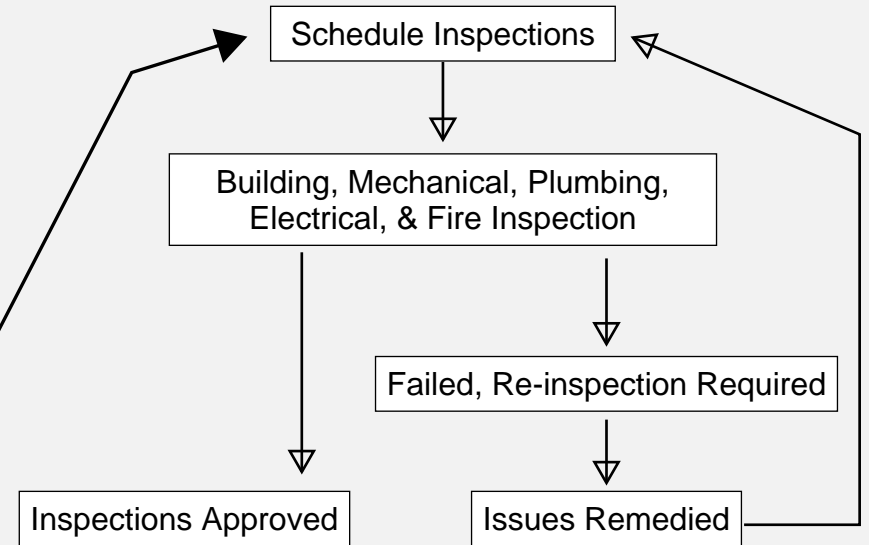 Schedule Inspections
Building, Mechanical, Plumbing,
Electrical, & Fire Inspection
Failed, Re-inspection Required
Inspections Approved
Issues Remedied